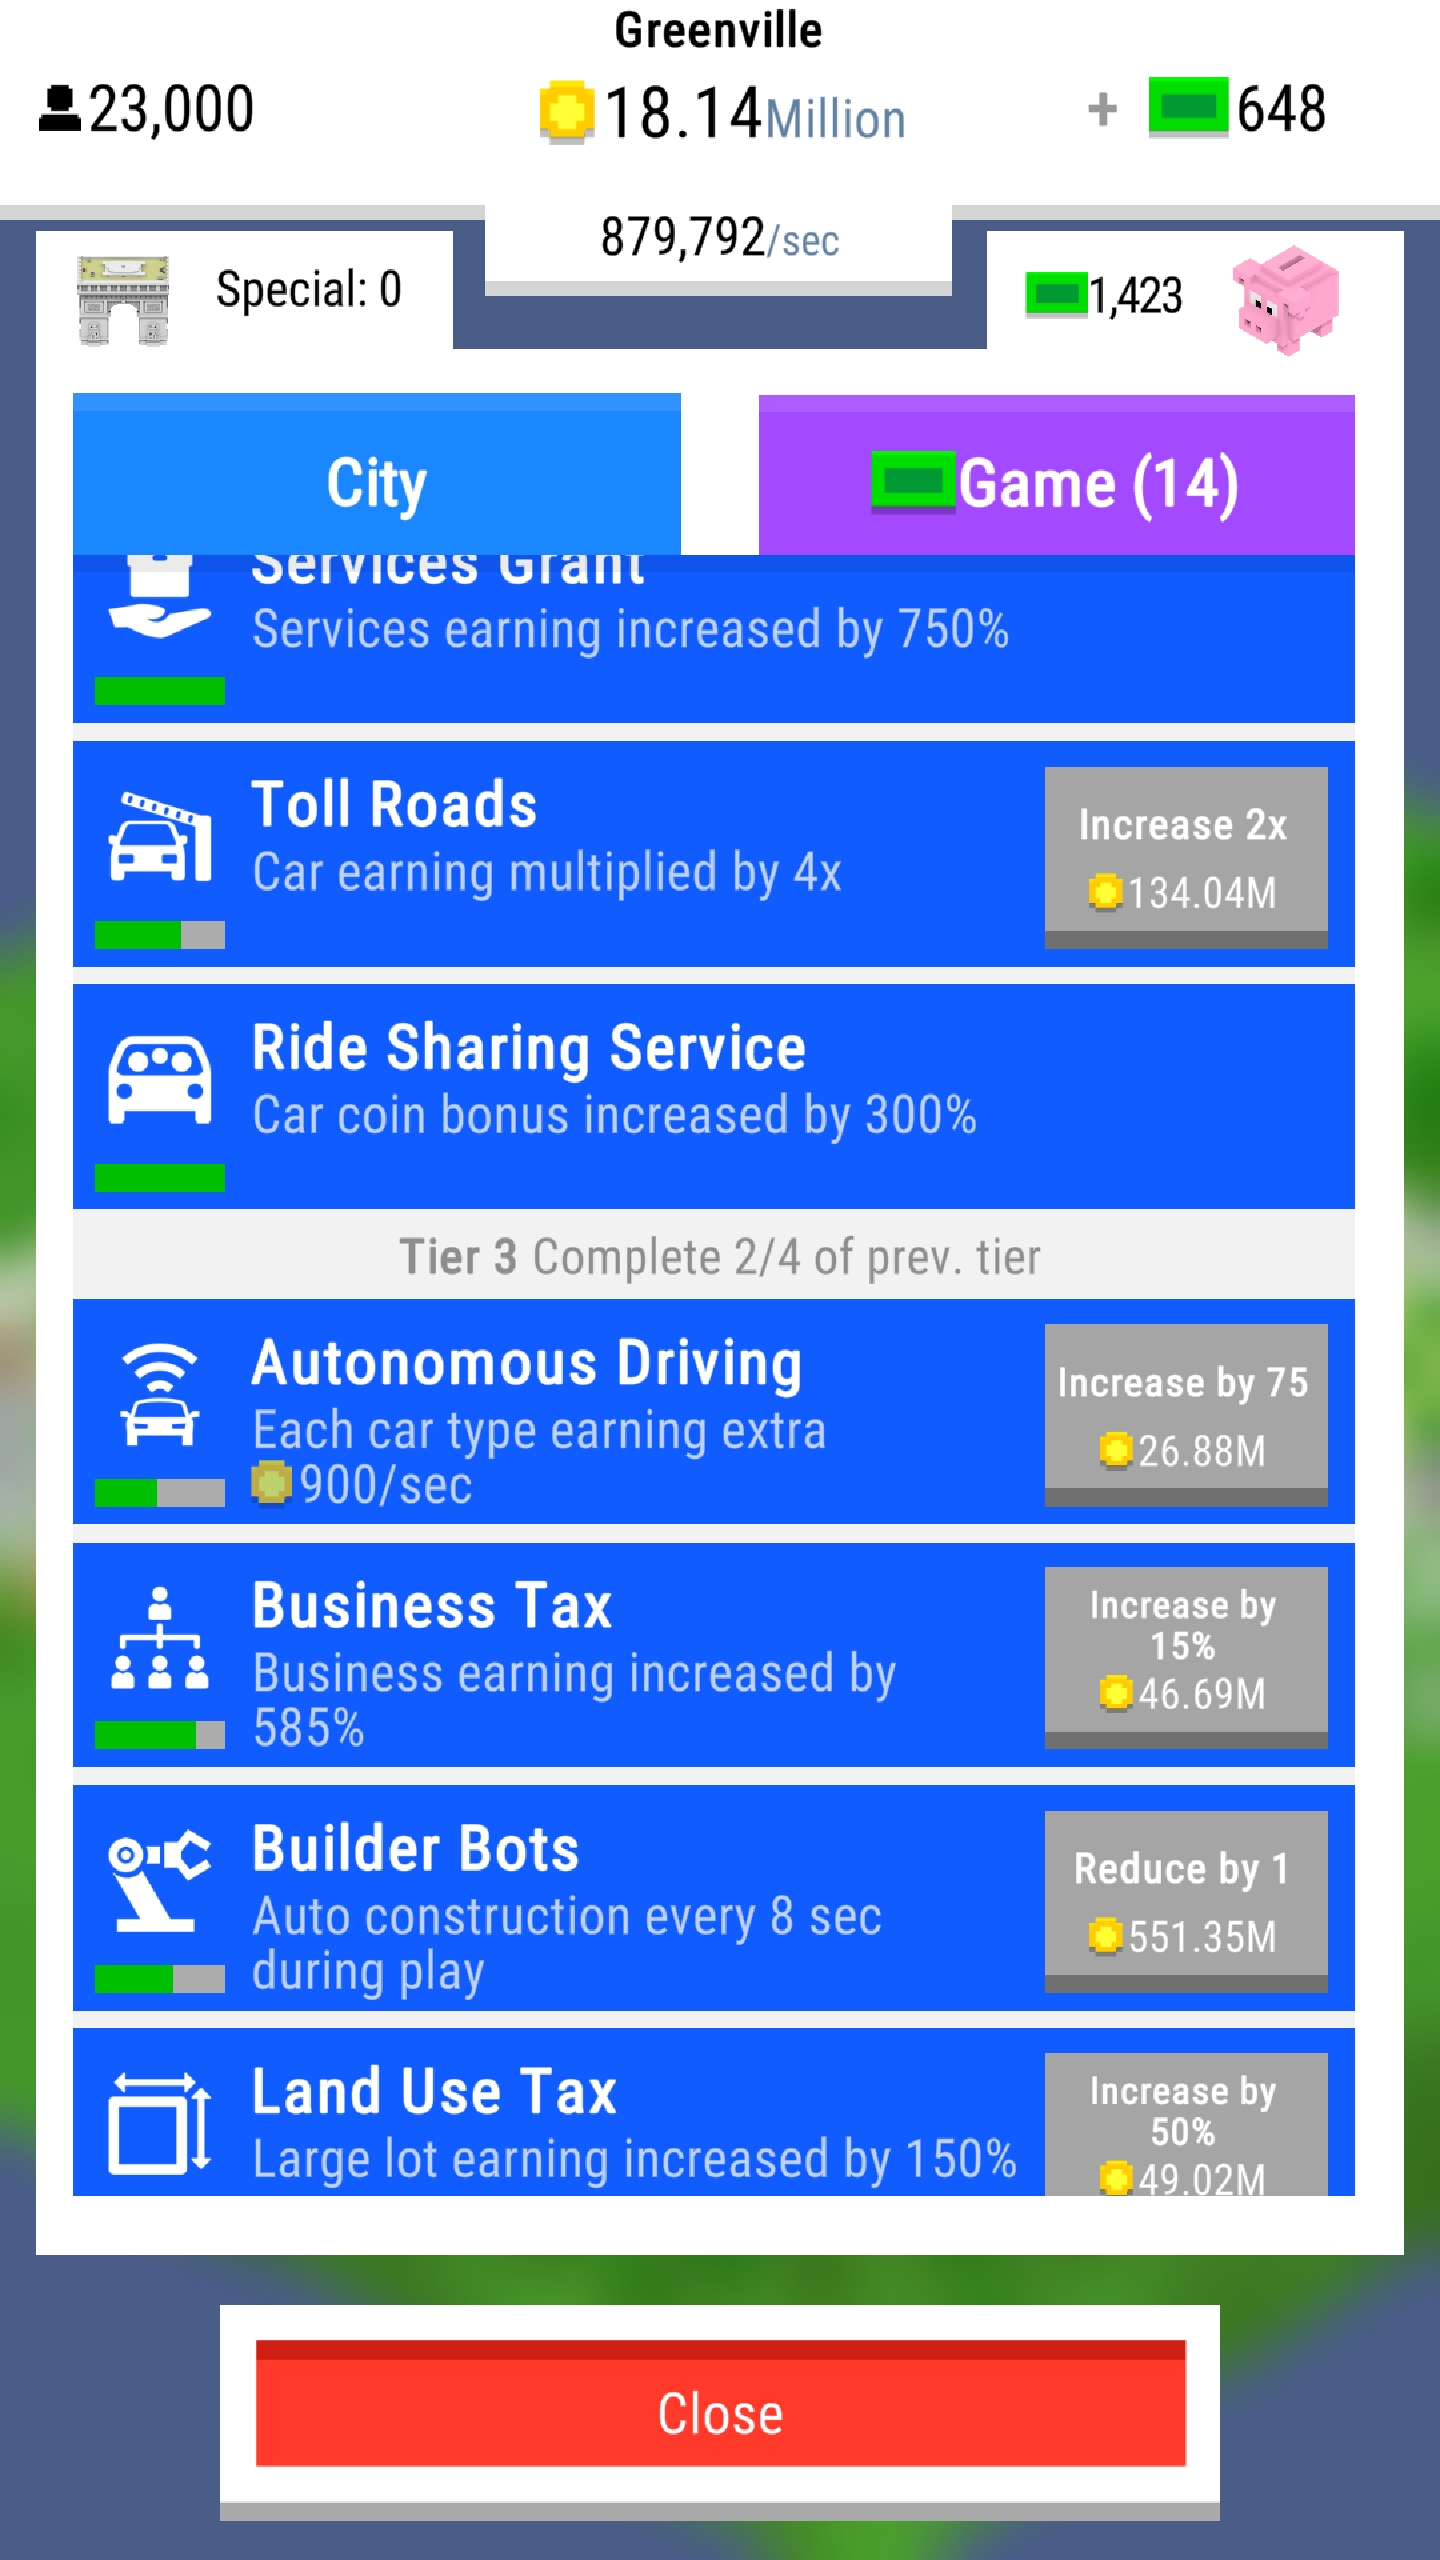 Greenville
23,000
18.14Million
+ 648
879,792/sec
Special: 0
1,423
City
Game (14)
Services Grant
Services earning increased by 750%
Toll Roads
Car earning multiplied by 4x
Increase 2x
134.04M
Ride Sharing Service
Car coin bonus increased by 300%
Tier 3 Complete 2/4 of prev. tier
Autonomous Driving
Each car type earning extra
900/sec
Increase by 75
26.88M
Business Tax
Business earning increased by
585%
Increase by
15%
46.69M
Builder Bots
Auto construction every 8 sec
during play
Reduce by 1
551.35M
Land Use Tax
Large lot earning increased by 150%
Increase by
50%
49.02M
Close